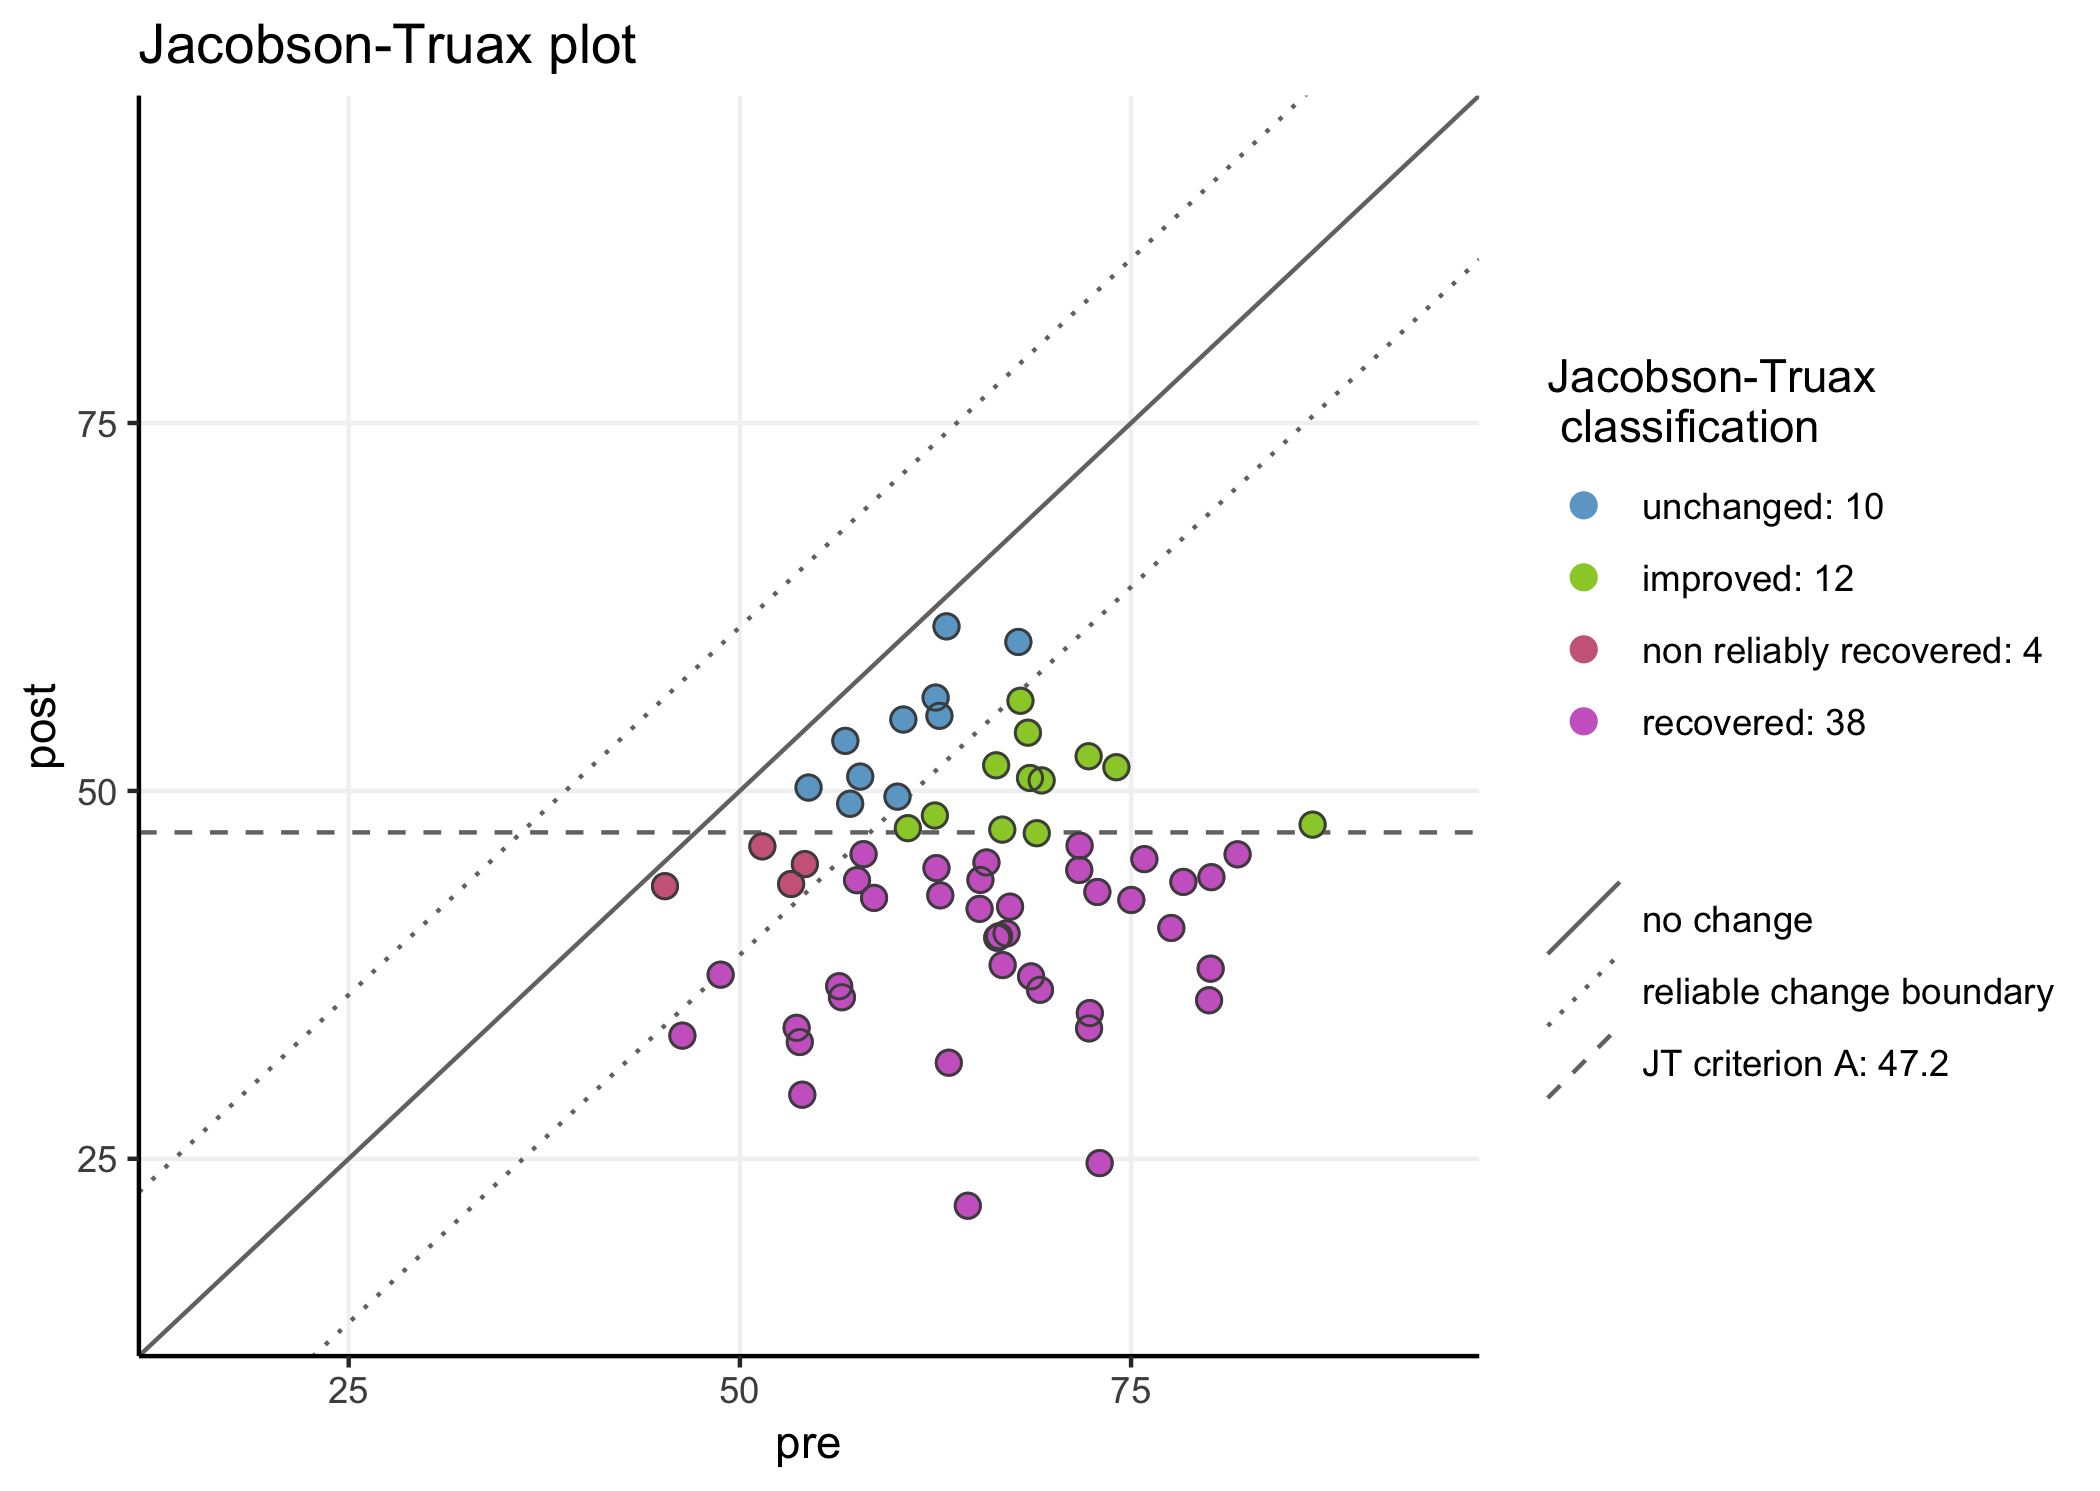 Jacobson-Truax plot
post
75
50
25
25
50
75
pre
Jacobson-Truax
classification
unchanged: 10
improved: 12
non reliably recovered: 4
recovered: 38
no change
reliable change boundary
JT criterion A: 47.2